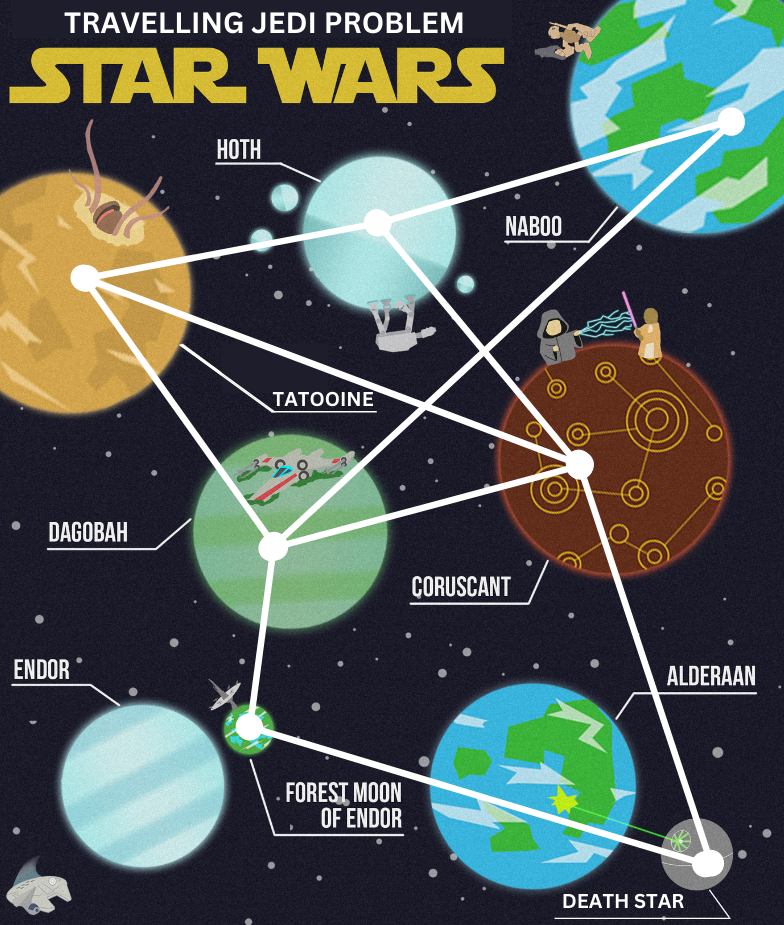 TRAVELLING JEDI PROBLEM
STAR WARS
HOTH
NABOO
TATOOINE
DAGOBAH
CORUSCANT
ENDOR
ALDERAAN
FOREST MOON
OF ENDOR
DEATH STAR